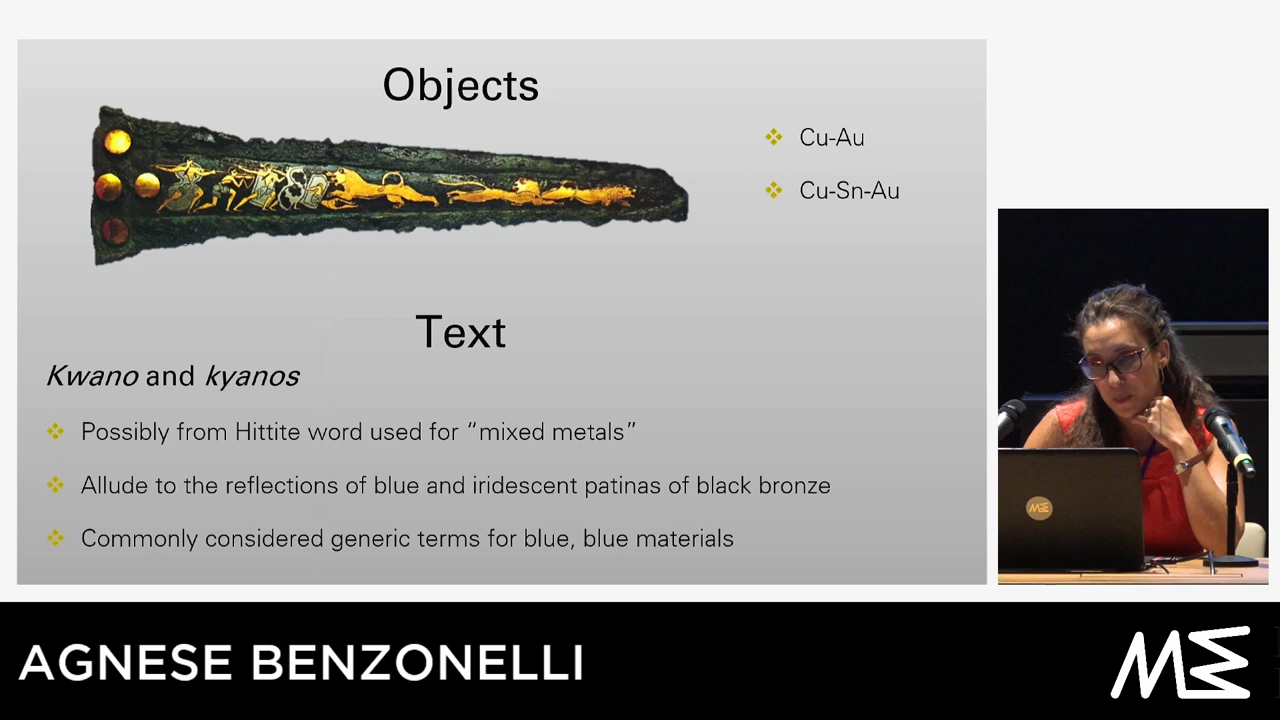 Objects
Cu-Au
Cu-Sn-Au
Text
Kwano and kyanos
Possibly from Hittite word used for “mixed metals”
Allude to the reflections of blue and iridescent patinas of black bronze
Commonly considered generic terms for blue, blue materials
ME
AGNESE BENZONELLI
ME